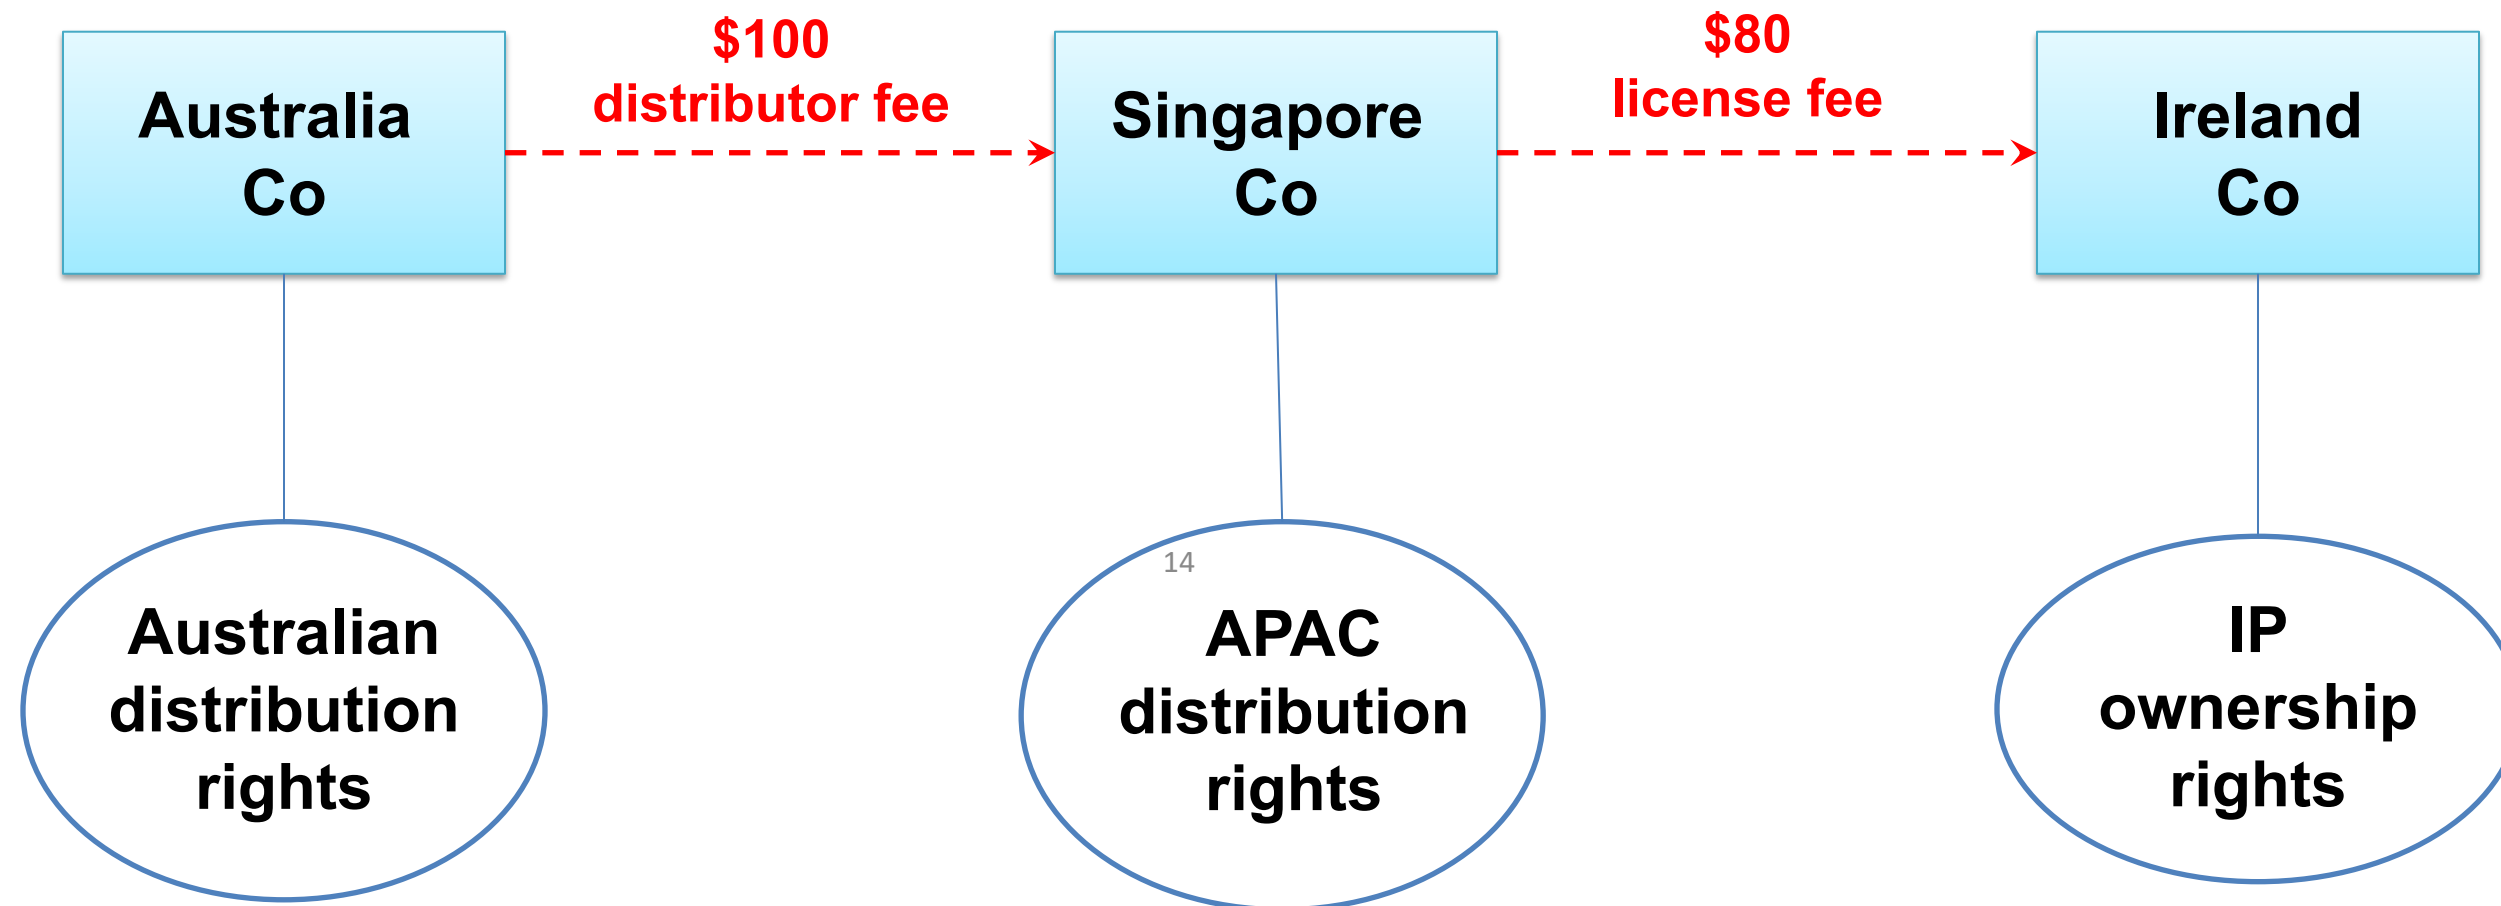 $100
distributor fee
$80
license fee
Australia
Co
Singapore
Co
Ireland
Co
14
Australian
distribution
rights
APAC
distribution
rights
IP
ownership
rights